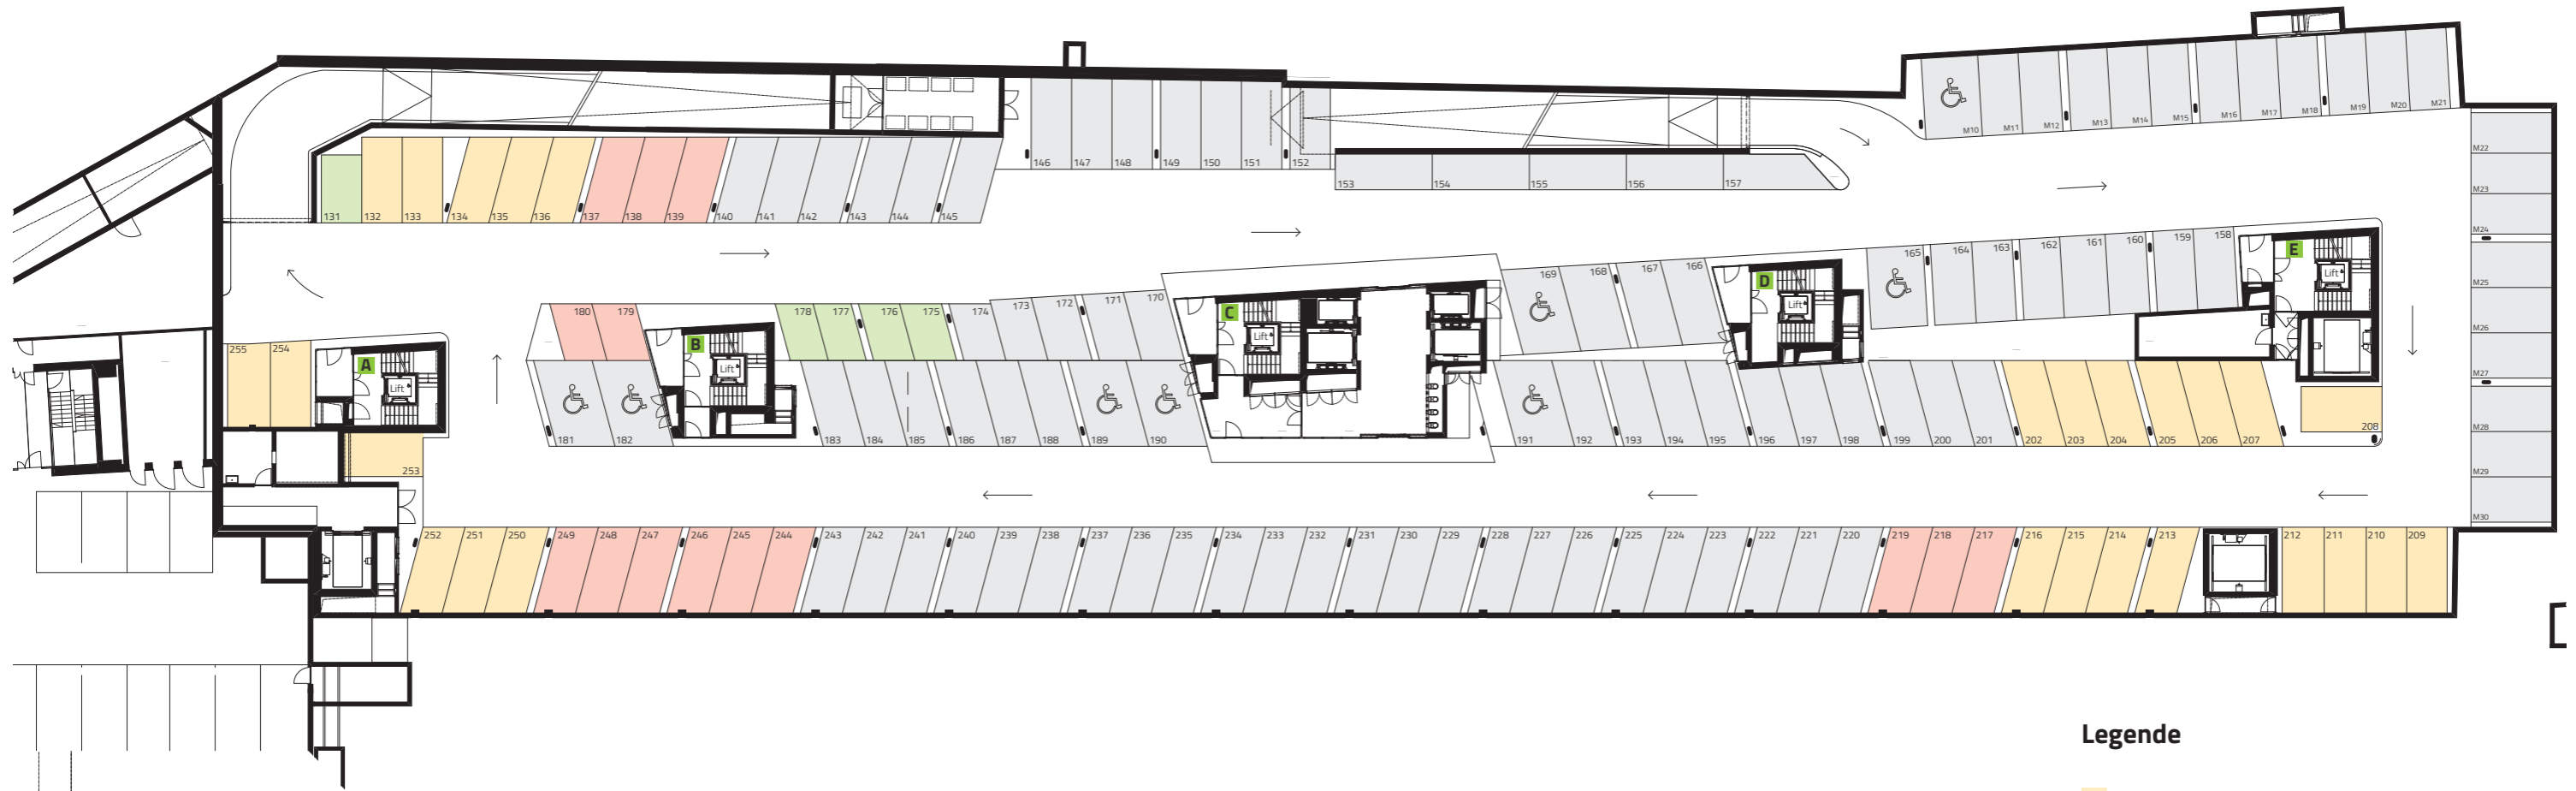 M10 M11 M12 M13 M14 M15 M16 M17 M18 M19 M20 M21
146 147 148 149 150 151 152
153 154 155 156 157
131 132 133 134 135 136 137 138 139 140 141 142 143 144 145
M22
M23
M24
M25
M26
M27
M28
M29
M30
165 164 163 162 161 160 159 158
E
Lift
169 168 167 166
D
Lift
180 179
178 177 176 175 174 173 172 171 170
C
Lift
B
Lift
255 254
A
Lift
181 182
183 184 185 186 187 188 189 190
191 192 193 194 195 196 197 198 199 200 201 202 203 204 205 206 207
208
253
252 251 250 249 248 247 246 245 244 243 242 241 240 239 238 237 236 235 234 233 232 231 230 229 228 227 226 225 224 223 222 221 220 219 218 217 216 215 214 213 212 211 210 209
Legende